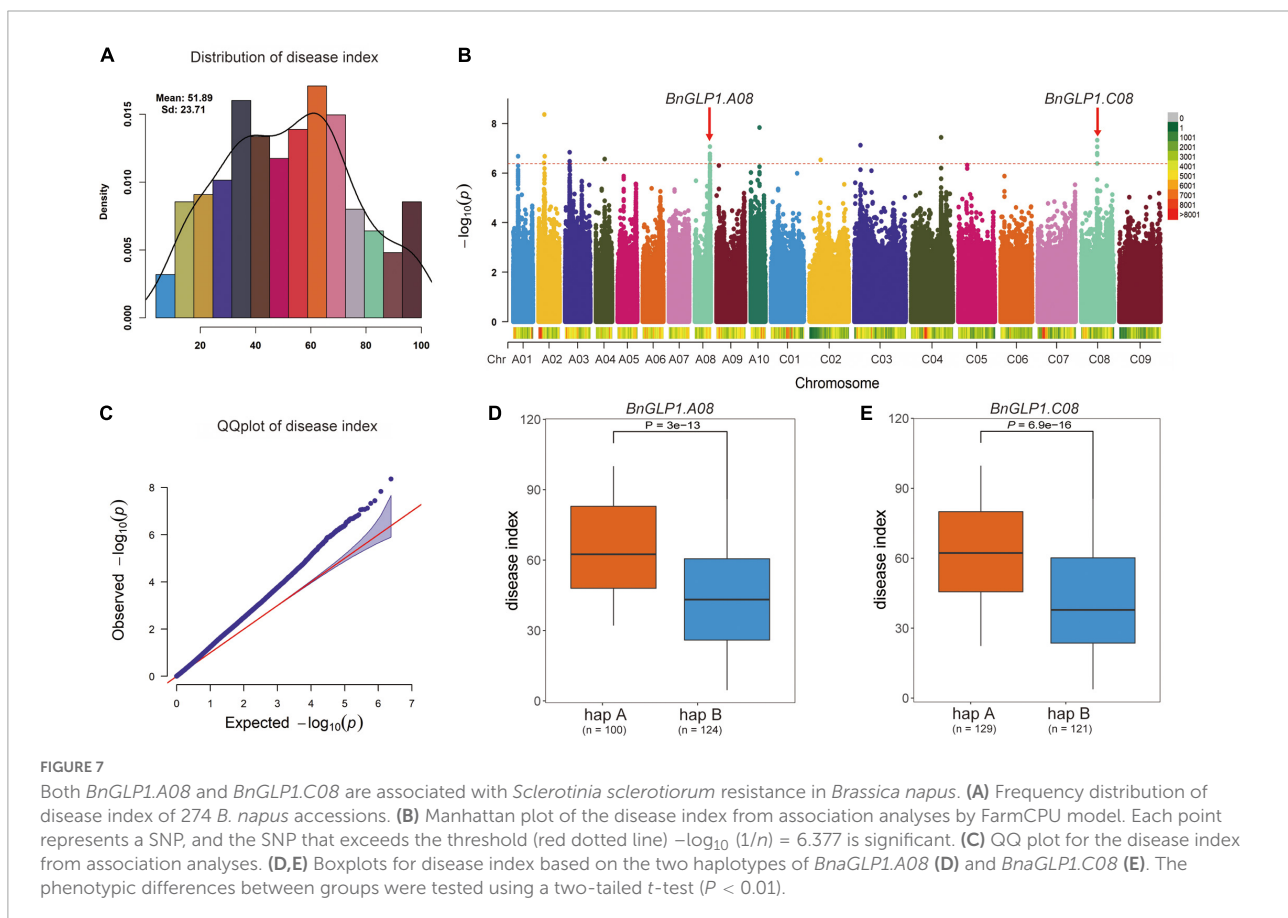 A
Distribution of disease index
Mean: 51.89
Sd: 23.71
Density
0.000
0.005
0.010
0.015
20
40
60
80
100
B
BnGLP1.A08
BnGLP1.C08
−log10(p)
8
6
4
2
0
Chr
A01
A02
A03
A04
A05
A06
A07
A08
A09
A10
C01
C02
C03
C04
C05
C06
C07
C08
C09
Chromosome
0
1
1001
2001
3001
4001
5001
6001
7001
8001
>8001
C
QQplot of disease index
Observed −log10(p)
8
6
4
2
0
0
1
2
3
4
5
6
7
Expected −log10(p)
D
BnGLP1.A08
P = 3e-13
disease index
120
90
60
30
0
hap A
(n = 100)
hap B
(n = 124)
E
BnGLP1.C08
P = 6.9e-16
disease index
120
90
60
30
0
hap A
(n = 129)
hap B
(n = 121)
FIGURE 7
Both BnGLP1.A08 and BnGLP1.C08 are associated with Sclerotinia sclerotiorum resistance in Brassica napus. (A) Frequency distribution of
disease index of 274 B. napus accessions. (B) Manhattan plot of the disease index from association analyses by FarmCPU model. Each point
represents a SNP, and the SNP that exceeds the threshold (red dotted line) −log10 (1/n) = 6.377 is significant. (C) QQ plot for the disease index
from association analyses. (D,E) Boxplots for disease index based on the two haplotypes of BnaGLP1.A08 (D) and BnaGLP1.C08 (E). The
phenotypic differences between groups were tested using a two-tailed t-test (P < 0.01).